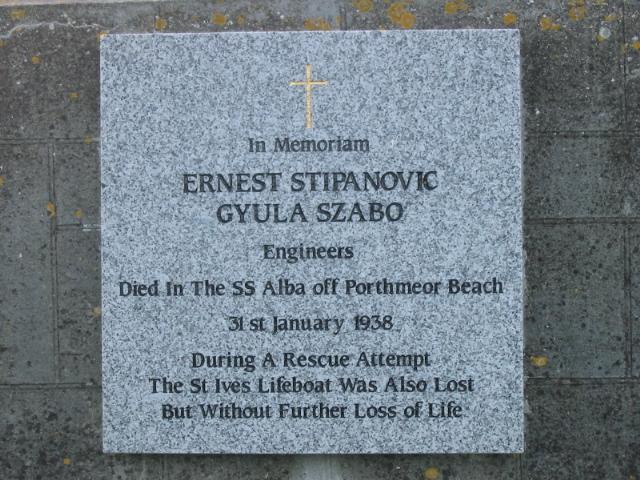 In Memoriam
ERNEST STIPANOVIC
GYULA SZABO
Engineers
Died In The SS Alba off Porthmeor Beach
31st January 1938
During A Rescue Attempt
The St Ives Lifeboat Was Also Lost
But Without Further Loss of Life